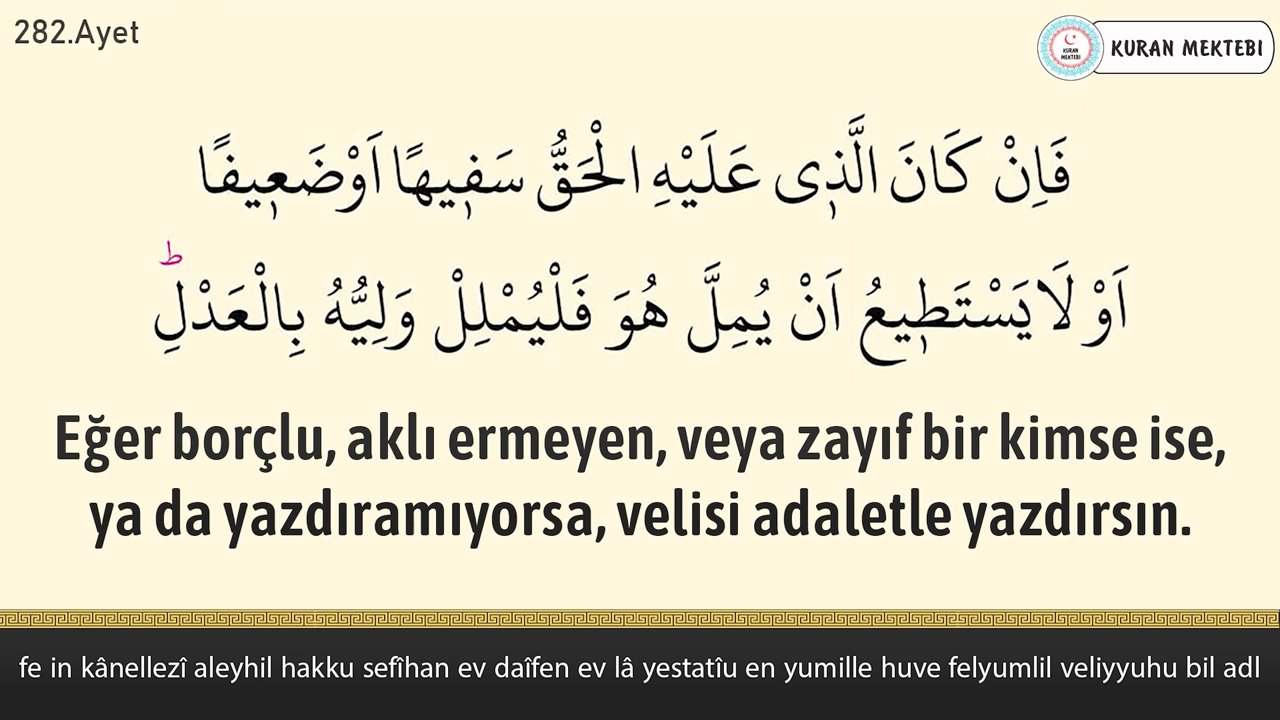 282.Ayet
KURAN MEKTEBI
KURAN
MEKTEBI
فَاِنْ كَانَ الَّذ۪ى عَلَيْهِ الْحَقُّ سَف۪يهًا اَوْ ضَع۪يفًا
اَوْ لَا يَسْتَط۪يعُ اَنْ يُمِلَّ هُوَ فَلْيُمْلِلْ وَلِيُّهُ بِالْعَدْلِۜ
Eğer borçlu, aklı ermeyen, veya zayıf bir kimse ise,
ya da yazdıramıyorsa, velisi adaletle yazdırsın.
fe in kânellezî aleyhil hakku sefîhan ev daîfen ev lâ yestatîu en yumille huve felyumlil veliyyuhu bil adl